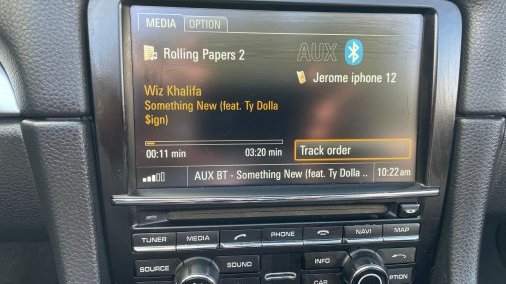 MEDIA OPTION
Rolling Papers 2
AUX
Jerome iphone 12
Wiz Khalifa
Something New (feat. Ty Dolla
$ign)
00:11 min 03:20 min
Track order
AUX BT - Something New (feat. Ty Dolla ..
10:22 am
TUNER MEDIA PHONE NAVI MAP
SOURCE SOUND INFO OPTION
CAR